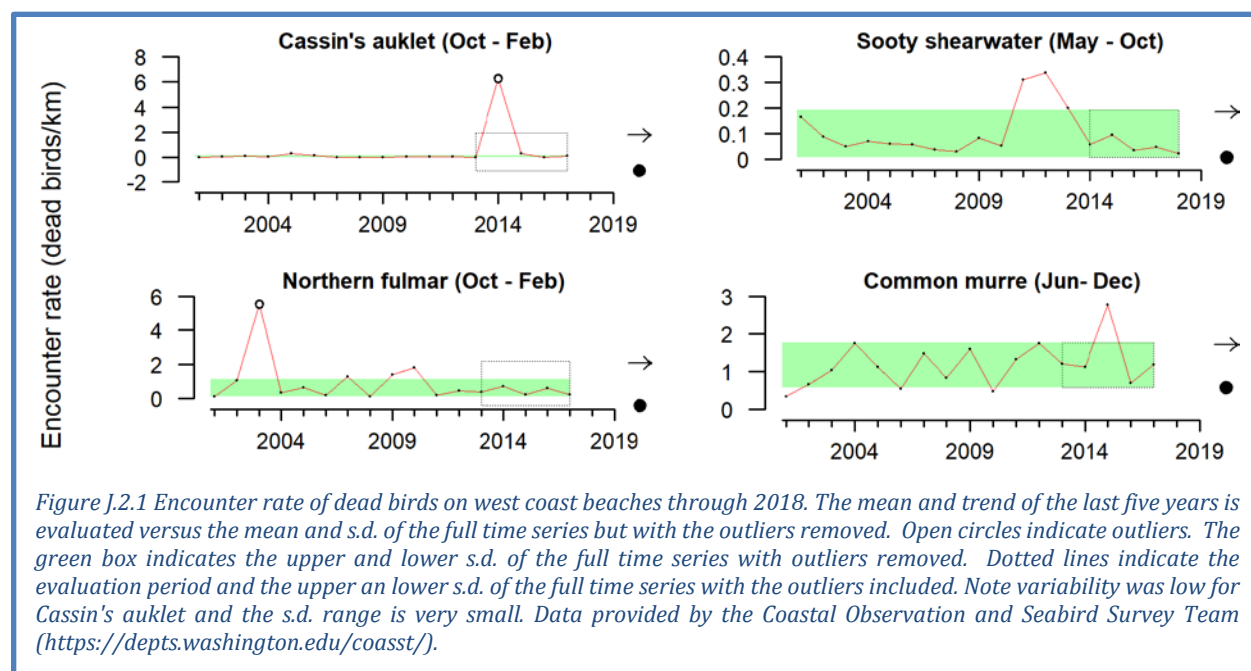 Encounter rate (dead birds/km)
Cassin's auklet (Oct - Feb)
8
6
4
2
0
-2
2004 2009 2014 2019
Sooty shearwater (May - Oct)
0.4
0.3
0.2
0.1
0
2004 2009 2014 2019
Northern fulmar (Oct - Feb)
6
4
2
0
2004 2009 2014 2019
Common murre (Jun- Dec)
3
2
1
0
2004 2009 2014 2019
Figure J.2.1 Encounter rate of dead birds on west coast beaches through 2018. The mean and trend of the last five years is
evaluated versus the mean and s.d. of the full time series but with the outliers removed. Open circles indicate outliers. The
green box indicates the upper and lower s.d. of the full time series with outliers removed. Dotted lines indicate the
evaluation period and the upper an lower s.d. of the full time series with the outliers included. Note variability was low for
Cassin's auklet and the s.d. range is very small. Data provided by the Coastal Observation and Seabird Survey Team
(https://depts.washington.edu/coasst/).